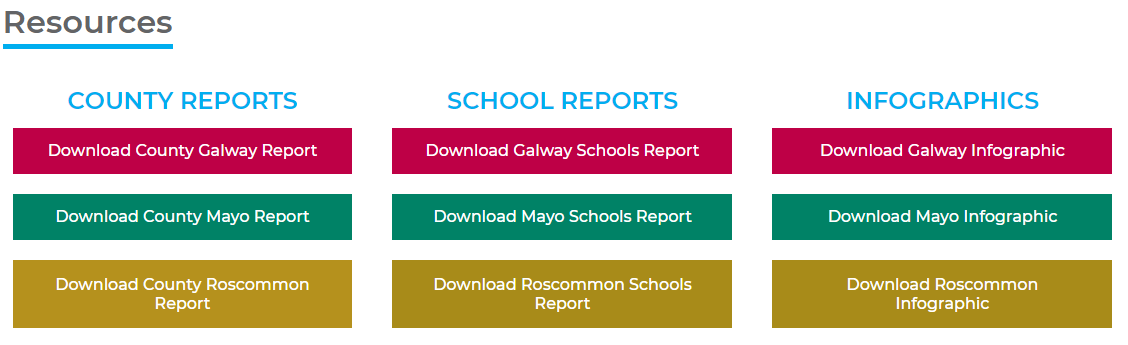 Resources
COUNTY REPORTS
Download County Galway Report
Download County Mayo Report
Download County Roscommon
Report
SCHOOL REPORTS
Download Galway Schools Report
Download Mayo Schools Report
Download Roscommon Schools
Report
INFOGRAPHICS
Download Galway Infographic
Download Mayo Infographic
Download Roscommon
Infographic